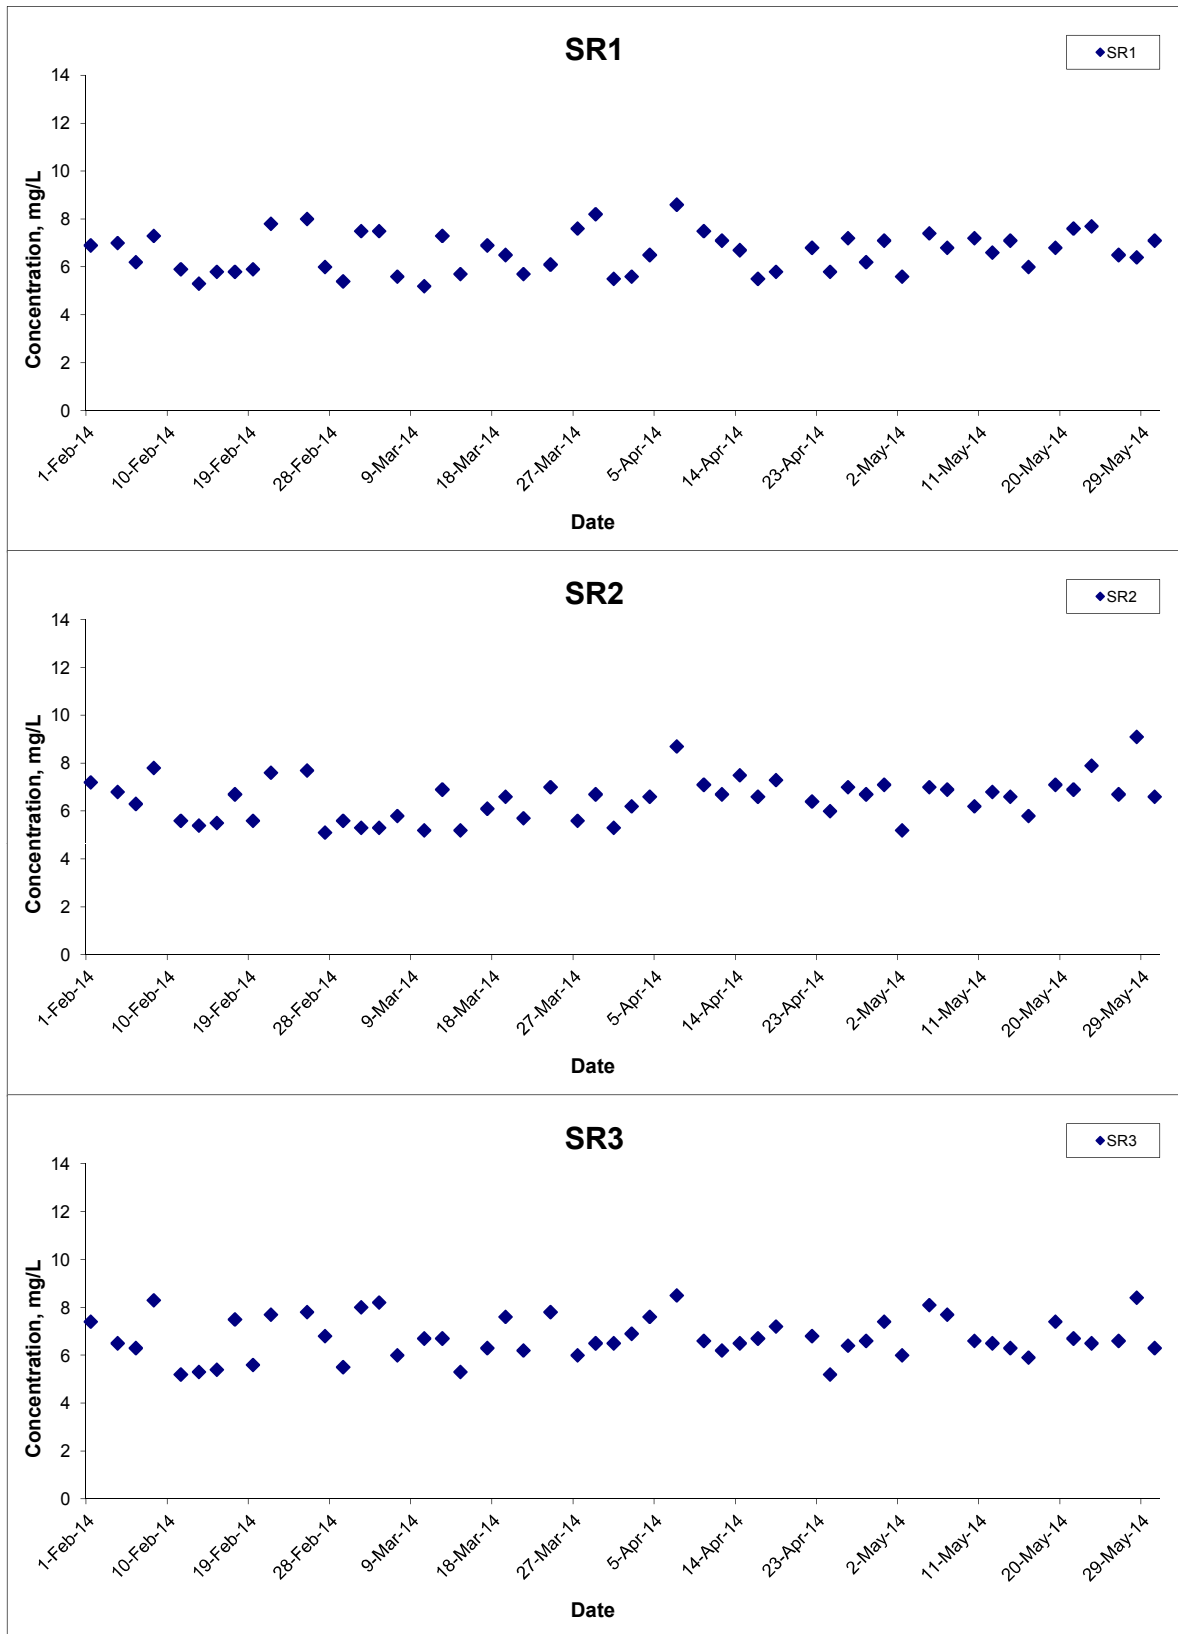 SR1
SR1
14
12
10
8
6
4
2
0
Concentration, mg/L
1-Feb-14
10-Feb-14
19-Feb-14
28-Feb-14
9-Mar-14
18-Mar-14
27-Mar-14
5-Apr-14
14-Apr-14
23-Apr-14
2-May-14
11-May-14
20-May-14
29-May-14
Date
SR2
SR2
14
12
10
8
6
4
2
0
Concentration, mg/L
1-Feb-14
10-Feb-14
19-Feb-14
28-Feb-14
9-Mar-14
18-Mar-14
27-Mar-14
5-Apr-14
14-Apr-14
23-Apr-14
2-May-14
11-May-14
20-May-14
29-May-14
Date
SR3
SR3
14
12
10
8
6
4
2
0
Concentration, mg/L
1-Feb-14
10-Feb-14
19-Feb-14
28-Feb-14
9-Mar-14
18-Mar-14
27-Mar-14
5-Apr-14
14-Apr-14
23-Apr-14
2-May-14
11-May-14
20-May-14
29-May-14
Date